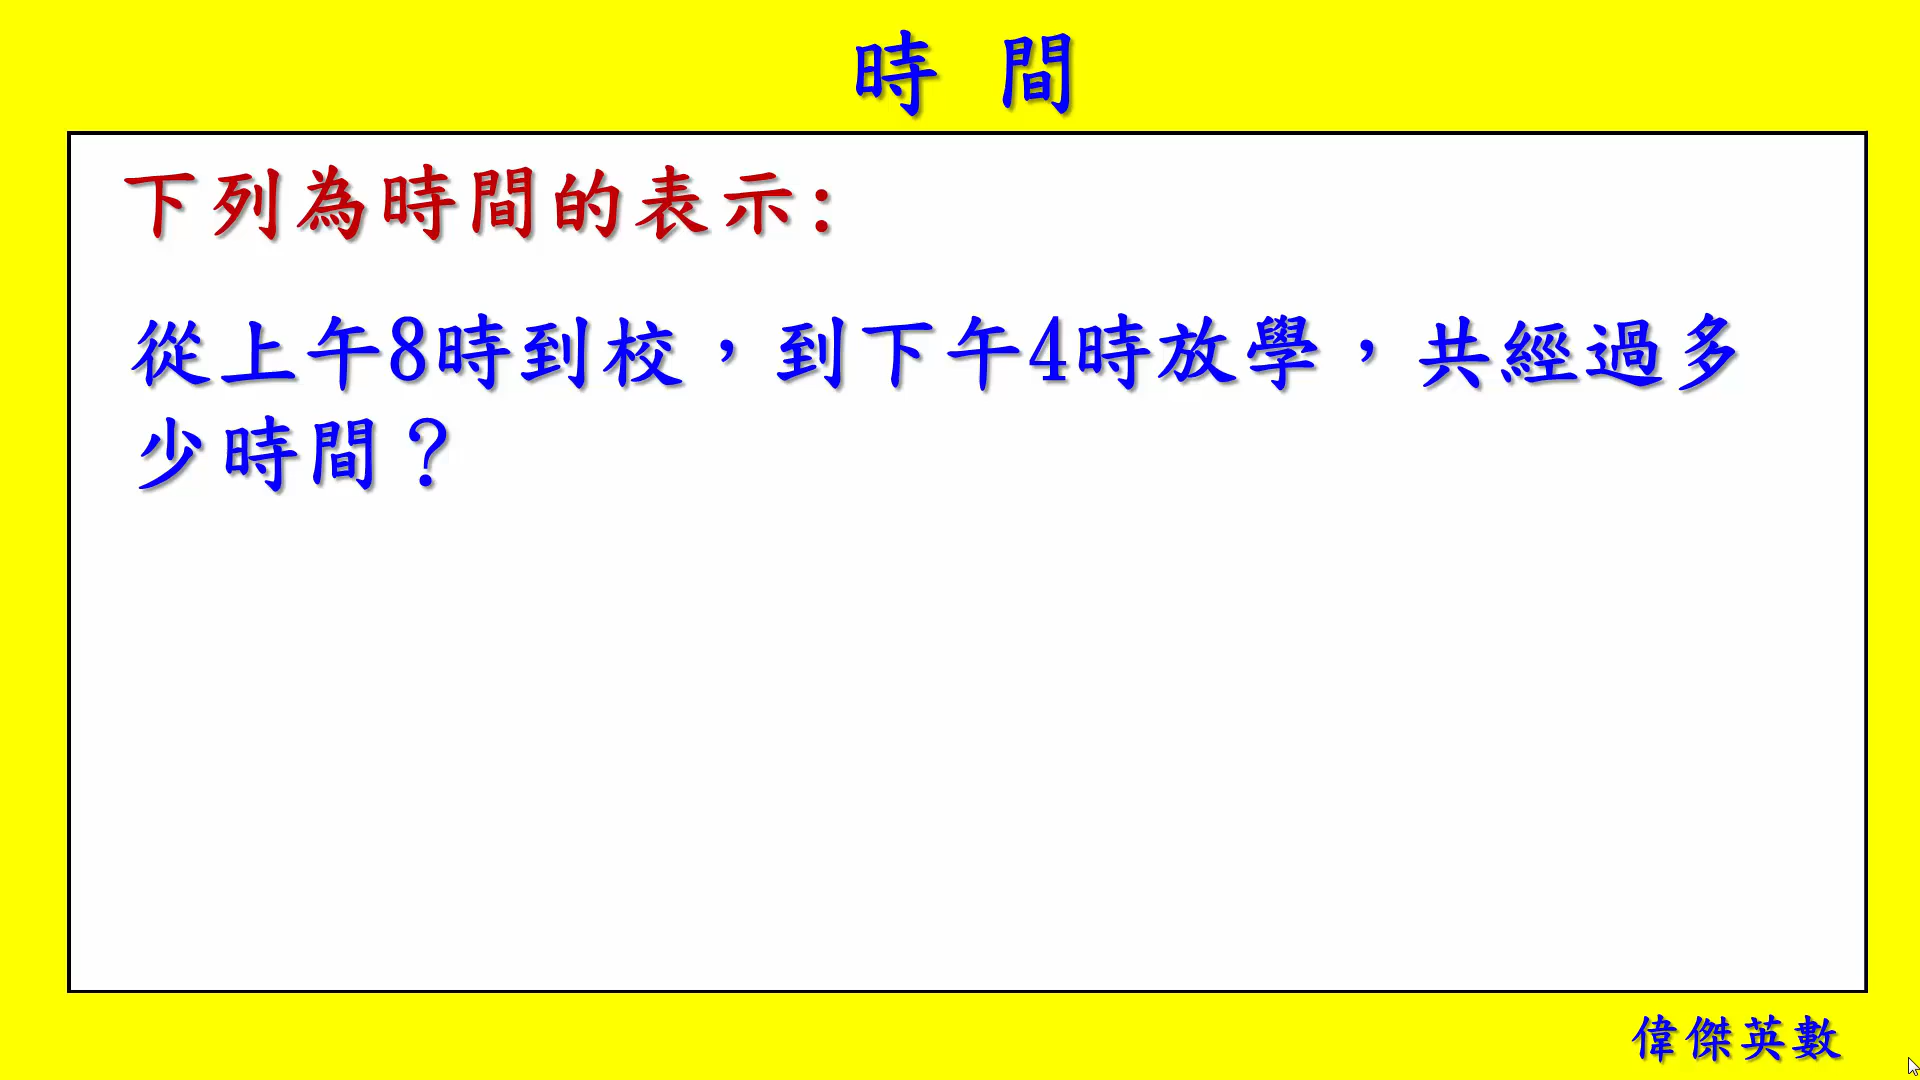 時 間
下列為時間的表示:
從上午8時到校，到下午4時放學，共經過多
少時間？
偉傑英數